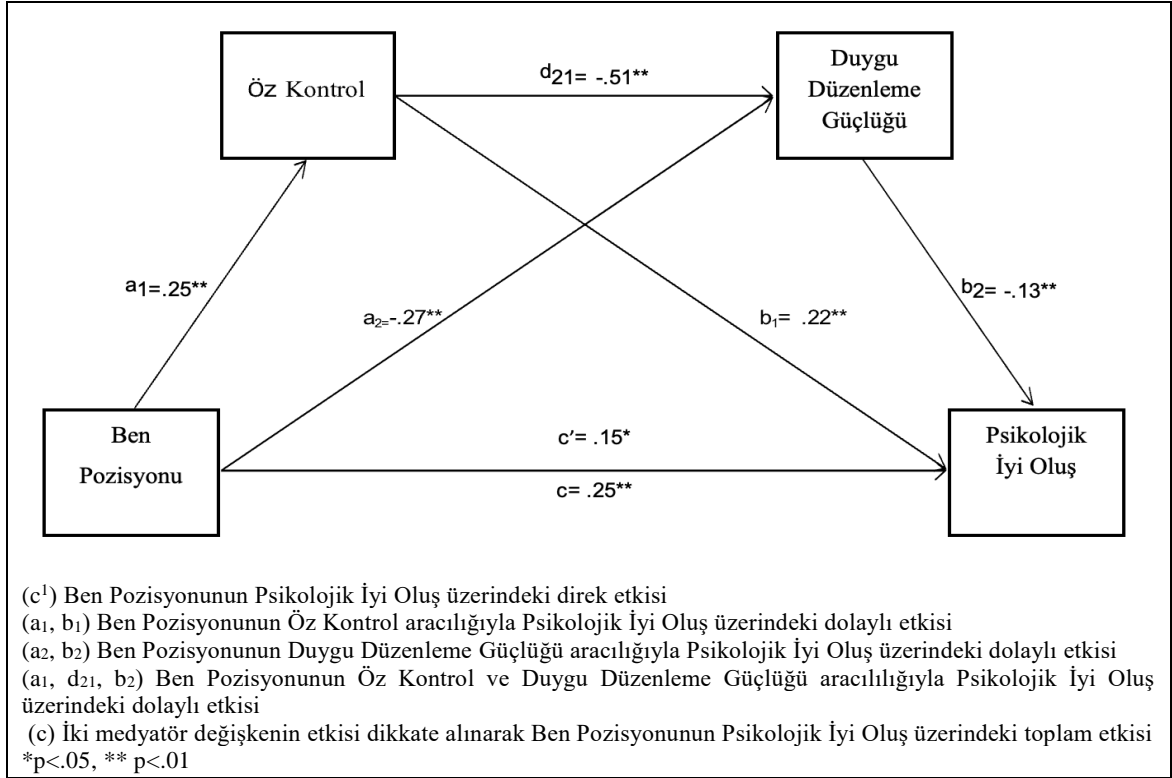 Öz Kontrol
d21= -.51**
Duygu
Düzenleme
Güçlüğü
a1=.25**
a2=-.27**
b1= .22**
b2= -.13**
Ben
Pozisyonu
c'= .15*
c= .25**
Psikolojik
İyi Oluş
(c¹) Ben Pozisyonunun Psikolojik İyi Oluş üzerindeki direk etkisi
(a₁, b₁) Ben Pozisyonunun Öz Kontrol aracılığıyla Psikolojik İyi Oluş üzerindeki dolaylı etkisi
(a₂, b₂) Ben Pozisyonunun Duygu Düzenleme Güçlüğü aracılığıyla Psikolojik İyi Oluş üzerindeki dolaylı etkisi
(a₁, d₂₁, b₂) Ben Pozisyonunun Öz Kontrol ve Duygu Düzenleme Güçlüğü aracılılığıyla Psikolojik İyi Oluş
üzerindeki dolaylı etkisi
(c) İki medyatör değişkenin etkisi dikkate alınarak Ben Pozisyonunun Psikolojik İyi Oluş üzerindeki toplam etkisi
*p<.05, ** p<.01